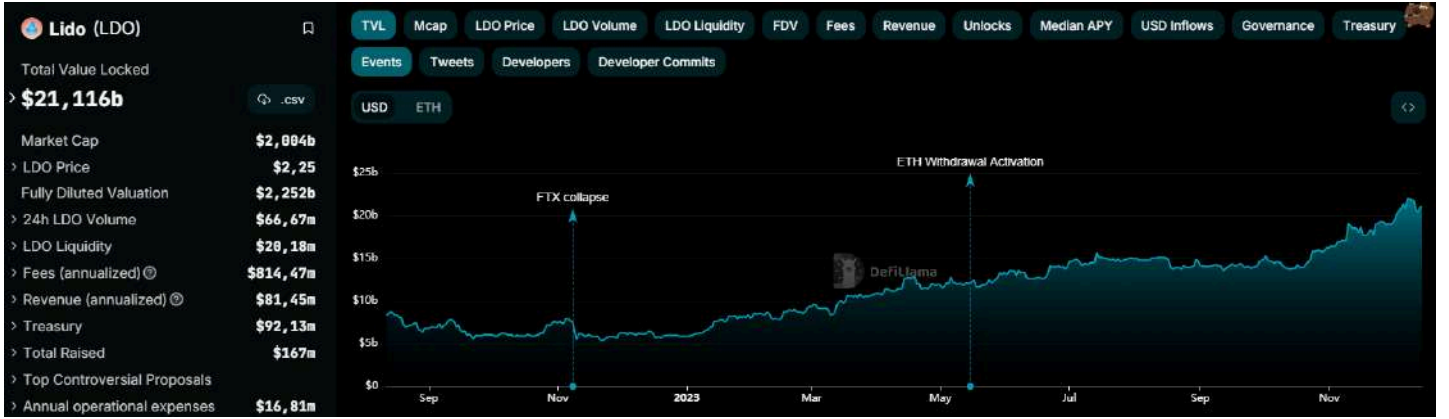 Lido (LDO)
Total Value Locked
$21,116b
.csv
Market Cap $2,004b
LDO Price $2,25
Fully Diluted Valuation $2,252b
24h LDO Volume $66,67m
LDO Liquidity $20,18m
Fees (annualized) $814,47m
Revenue (annualized) $81,45m
Treasury $92,13m
Total Raised $167m
Top Controversial Proposals
Annual operational expenses $16,81m
TVL Mcap LDO Price LDO Volume LDO Liquidity FDV Fees Revenue Unlocks Median APY USD Inflows Governance Treasury
Events Tweets Developers Developer Commits
USD ETH
ETH Withdrawal Activation
FTX collapse
DefiLlama
$25b
$20b
$15b
$10b
$5b
$0
Sep Nov 2023 Mar May Jul Sep Nov